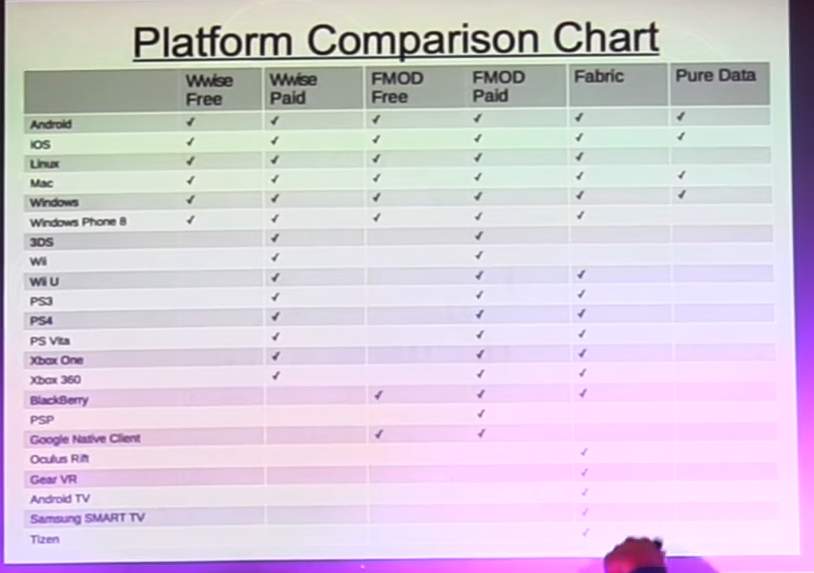 Platform Comparison Chart
Wwise Free Wwise Paid FMOD Free FMOD Paid Fabric Pure Data
Android ✓ ✓ ✓ ✓ ✓ ✓
iOS ✓ ✓ ✓ ✓ ✓ ✓
Linux ✓ ✓ ✓ ✓ ✓
Mac ✓ ✓ ✓ ✓ ✓ ✓
Windows ✓ ✓ ✓ ✓ ✓ ✓
Windows Phone 8 ✓ ✓ ✓ ✓ ✓
3DS ✓ ✓
Wii ✓ ✓
Wii U ✓ ✓ ✓
PS3 ✓ ✓ ✓
PS4 ✓ ✓ ✓
PS Vita ✓ ✓ ✓
Xbox One ✓ ✓ ✓
Xbox 360 ✓ ✓ ✓
BlackBerry ✓ ✓ ✓
PSP ✓
Google Native Client ✓ ✓
Oculus Rift ✓
Gear VR ✓
Android TV ✓
Samsung SMART TV ✓
Tizen ✓